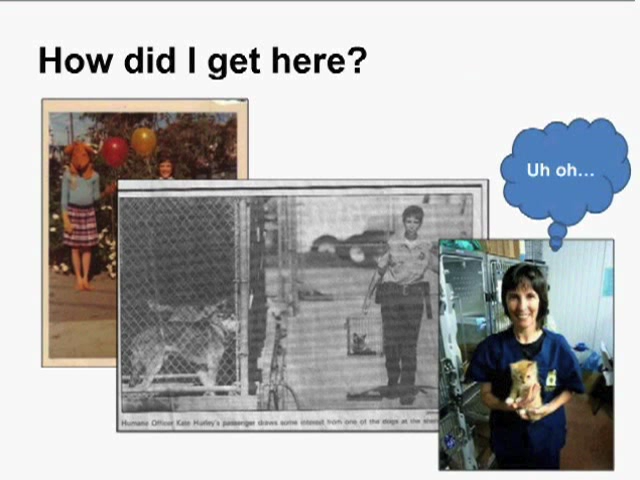 How did I get here?
Uh oh...
Humane Officer Kate Hurley's passenger draws some interest from one of the dogs at the